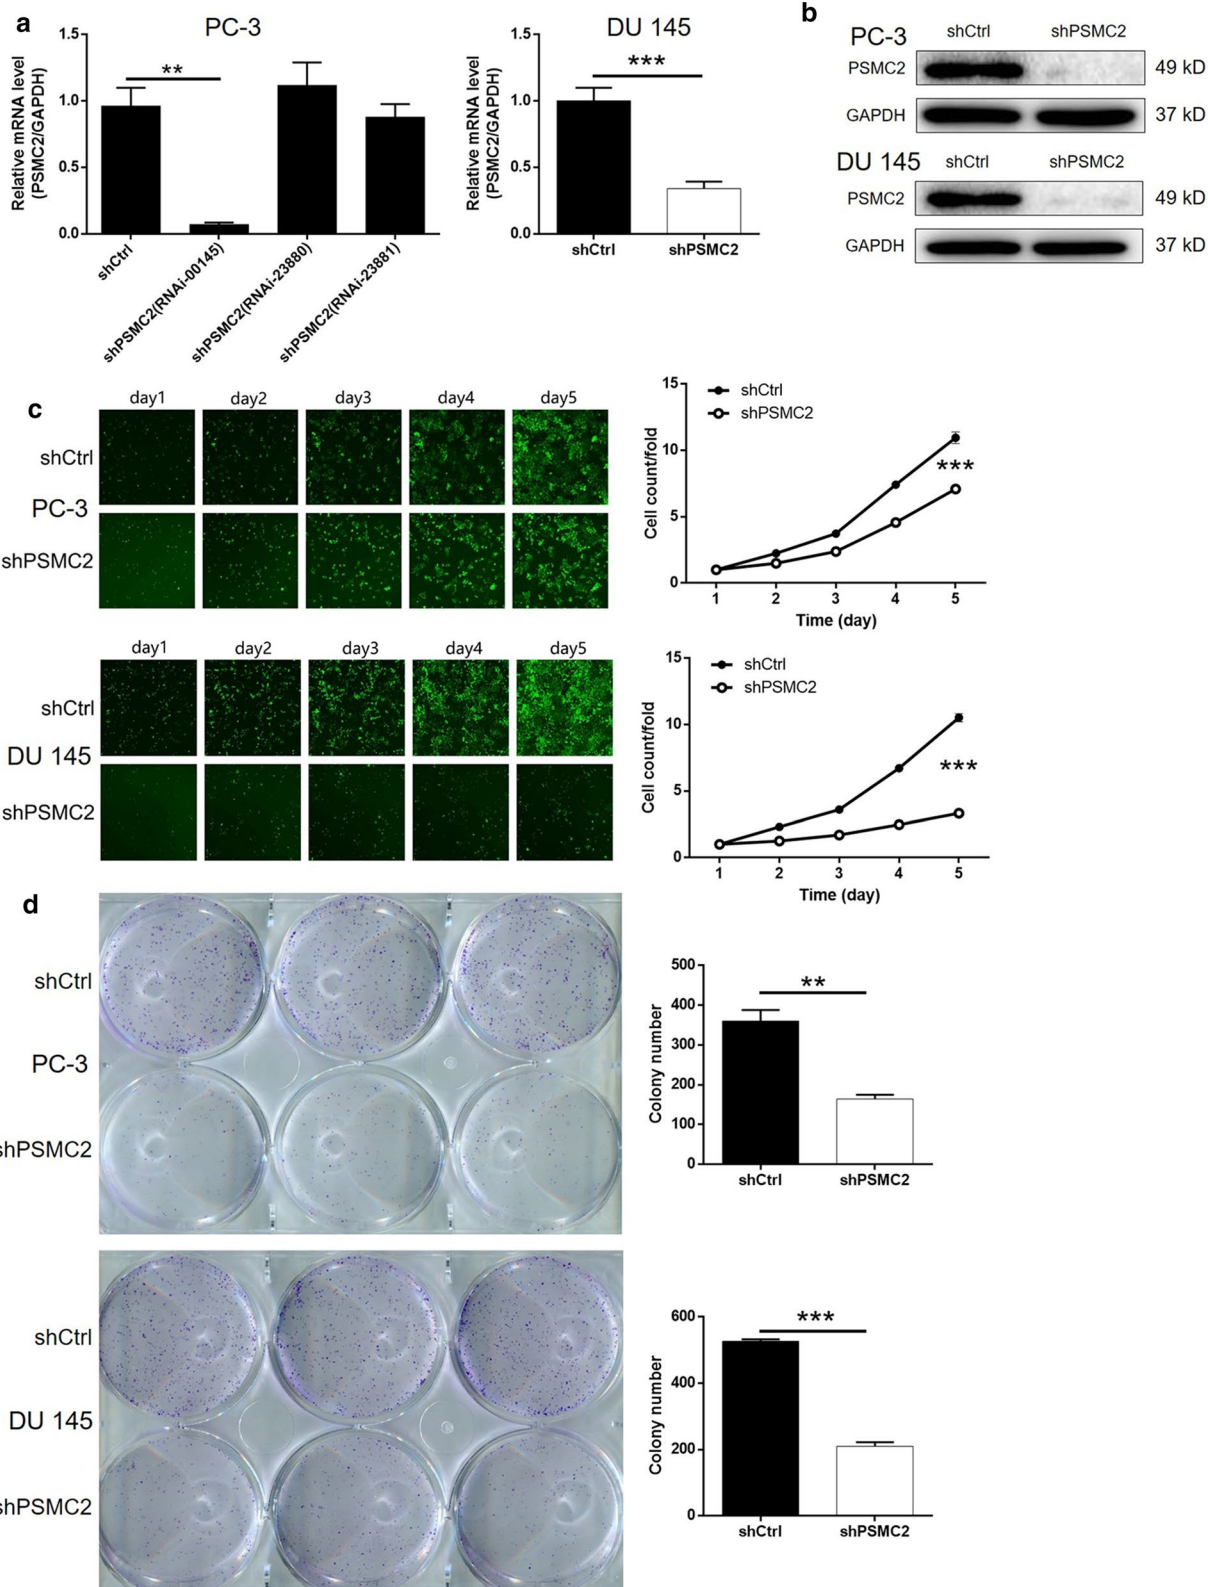 a
PC-3
Relative mRNA level
(PSMC2/GAPDH)
1.5
1.0
0.5
0.0
**
shCtrl
shPSMC2(RNAi-00145)
shPSMC2(RNAi-23880)
shPSMC2(RNAi-23881)
DU 145
Relative mRNA level
(PSMC2/GAPDH)
1.5
1.0
0.5
0.0
***
shCtrl
shPSMC2
b
PC-3
shCtrl
shPSMC2
PSMC2
49 kD
GAPDH
37 kD
DU 145
shCtrl
shPSMC2
PSMC2
49 kD
GAPDH
37 kD
c
day1
day2
day3
day4
day5
shCtrl
PC-3
shPSMC2
Cell count/fold
15
10
5
0
shCtrl
shPSMC2
***
1
2
3
4
5
Time (day)
day1
day2
day3
day4
day5
shCtrl
DU 145
shPSMC2
Cell count/fold
15
10
5
0
shCtrl
shPSMC2
***
1
2
3
4
5
Time (day)
d
shCtrl
PC-3
shPSMC2
Colony number
500
400
300
200
100
0
**
shCtrl
shPSMC2
shCtrl
DU 145
shPSMC2
Colony number
600
400
200
0
***
shCtrl
shPSMC2